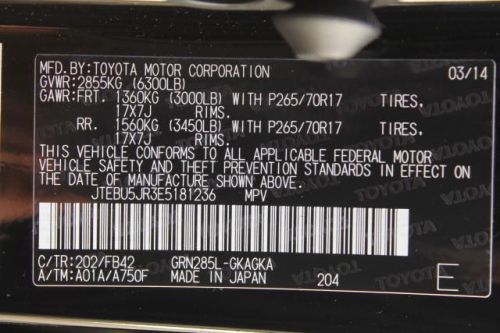 MFD.BY:TOYOTA MOTOR CORPORATION 03/14
GVWR:2855KG (6300LB)
GAWR:FRT. 1360KG (3000LB) WITH P265/70R17 TIRES,
17X7J RIMS.
RR. 1560KG (3450LB) WITH P265/70R17 TIRES,
17X7J RIMS.
THIS VEHICLE CONFORMS TO ALL APPLICABLE FEDERAL MOTOR
VEHICLE SAFETY AND THEFT PREVENTION STANDARDS IN EFFECT ON
THE DATE OF MANUFACTURE SHOWN ABOVE.
JTEBU5JR3E5181236 MPV
C/TR:202/FB42 GRN285L-GKAGKA
A/TM:A01A/A750F MADE IN JAPAN 204 E